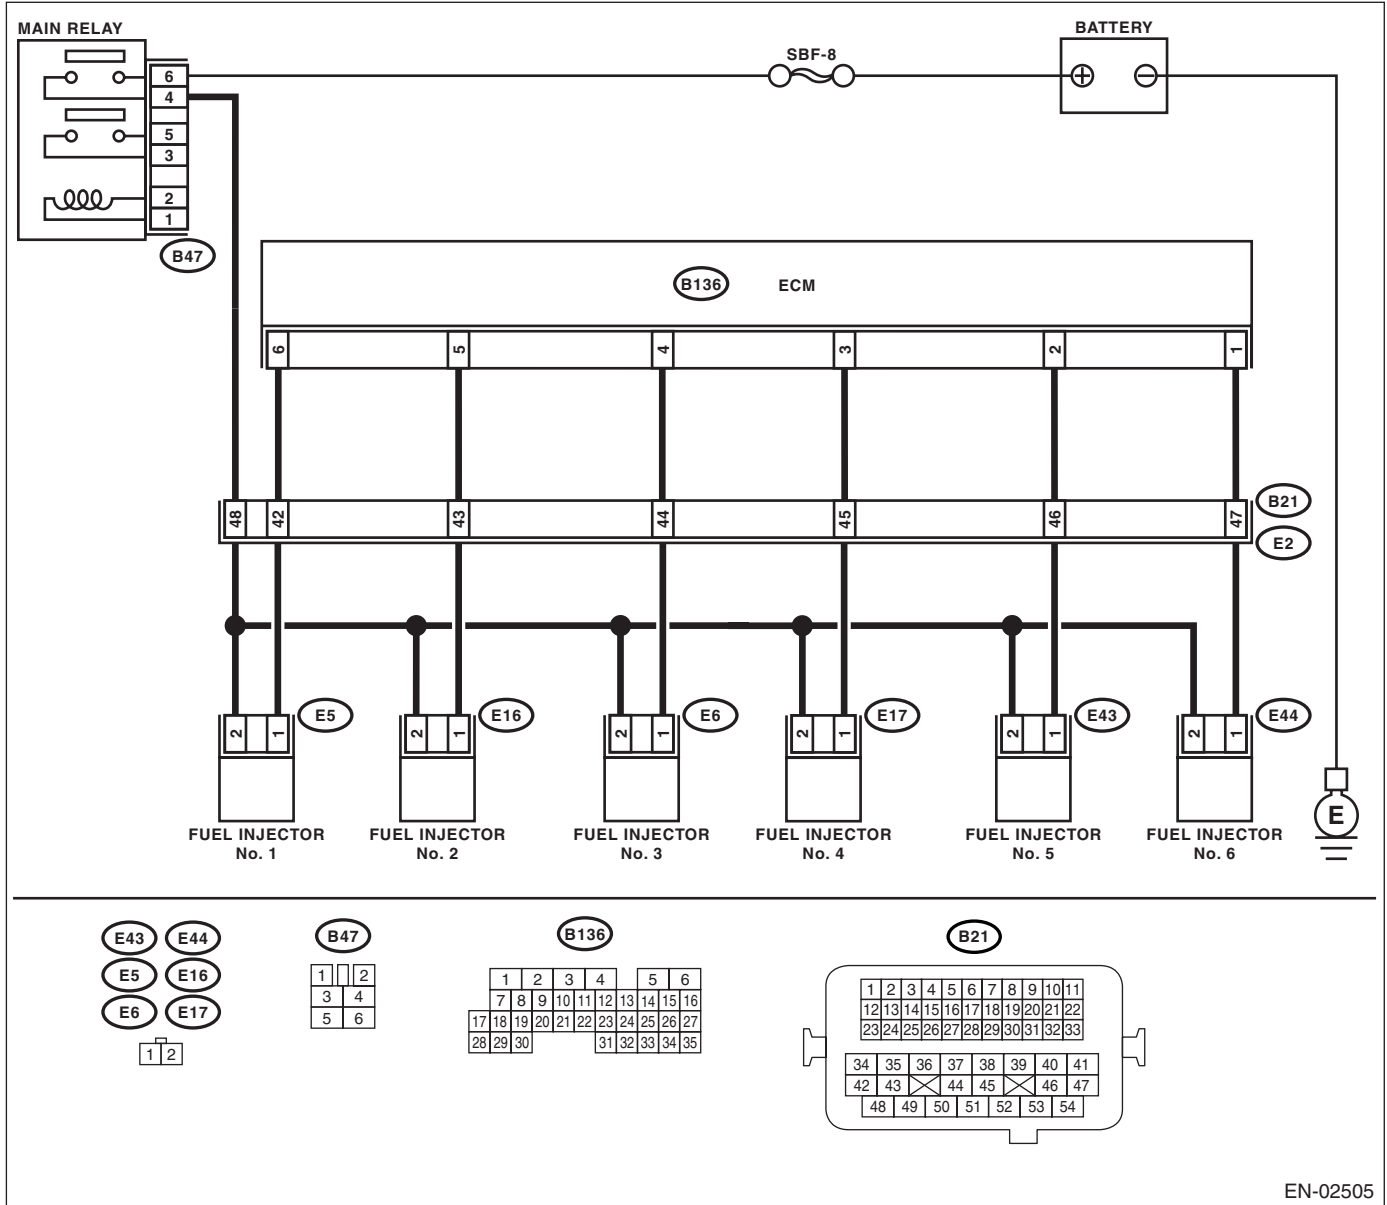 MAIN RELAY
BATTERY
SBF-8
6
4
5
3
2
1
B47
B136 ECM
6 5 4 3 2 1
48 42 43 44 45 46 47
B21
E2
E5 E16 E6 E17 E43 E44
2 1 2 1 2 1 2 1 2 1 2 1
E
FUEL INJECTOR
No. 1
FUEL INJECTOR
No. 2
FUEL INJECTOR
No. 3
FUEL INJECTOR
No. 4
FUEL INJECTOR
No. 5
FUEL INJECTOR
No. 6
E43 E44
E5 E16
E6 E17
1 2
B47
1 2
3 4
5 6
B136
1 2 3 4 5 6
7 8 9 10 11 12 13 14 15 16
17 18 19 20 21 22 23 24 25 26 27
28 29 30 31 32 33 34 35
B21
1 2 3 4 5 6 7 8 9 10 11
12 13 14 15 16 17 18 19 20 21 22
23 24 25 26 27 28 29 30 31 32 33
34 35 36 37 38 39 40 41
42 43 44 45 46 47
48 49 50 51 52 53 54
EN-02505